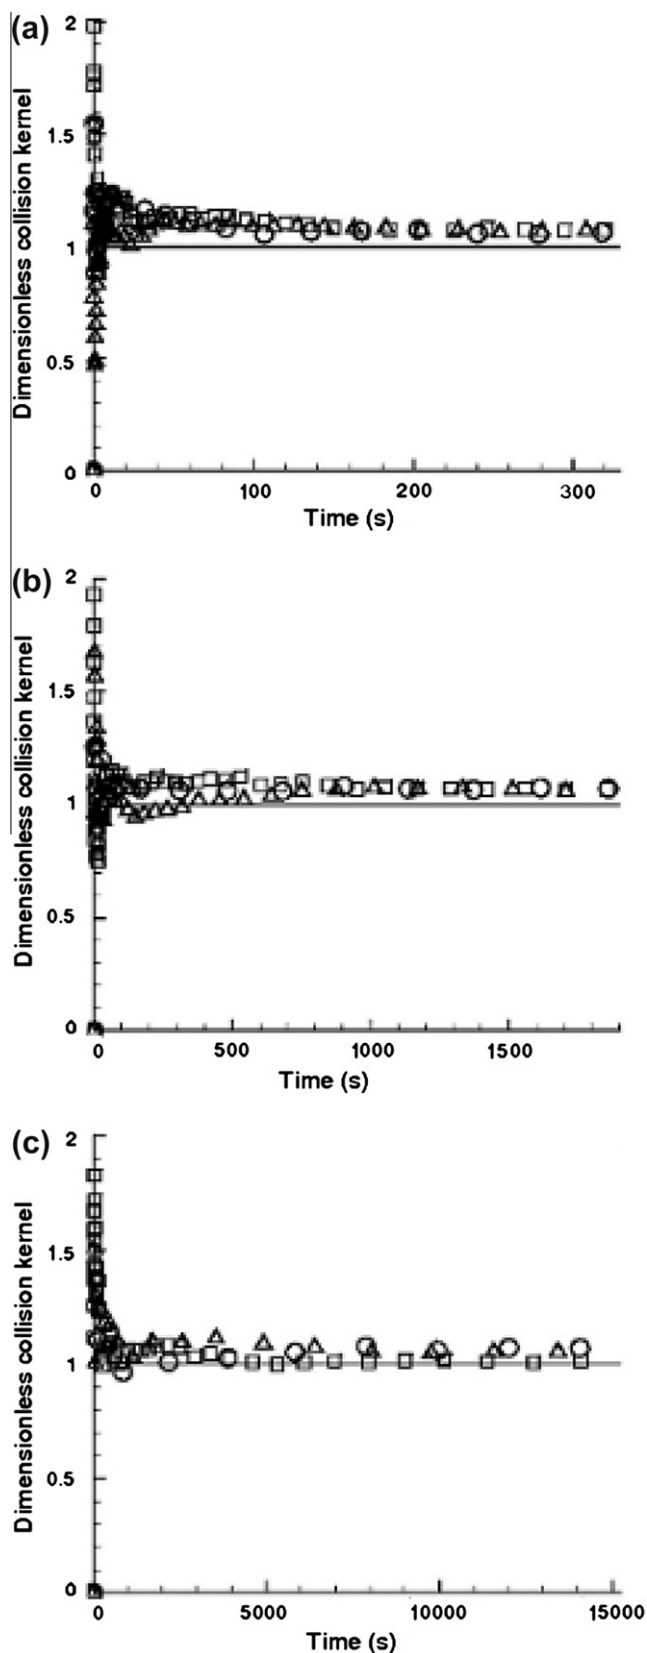 (a)
Dimensionless collision kernel
2
1.5
1
0.5
0
0 100 200 300
Time (s)
(b)
Dimensionless collision kernel
2
1.5
1
0.5
0
0 500 1000 1500
Time (s)
(c)
Dimensionless collision kernel
2
1.5
1
0.5
0
0 5000 10000 15000
Time (s)